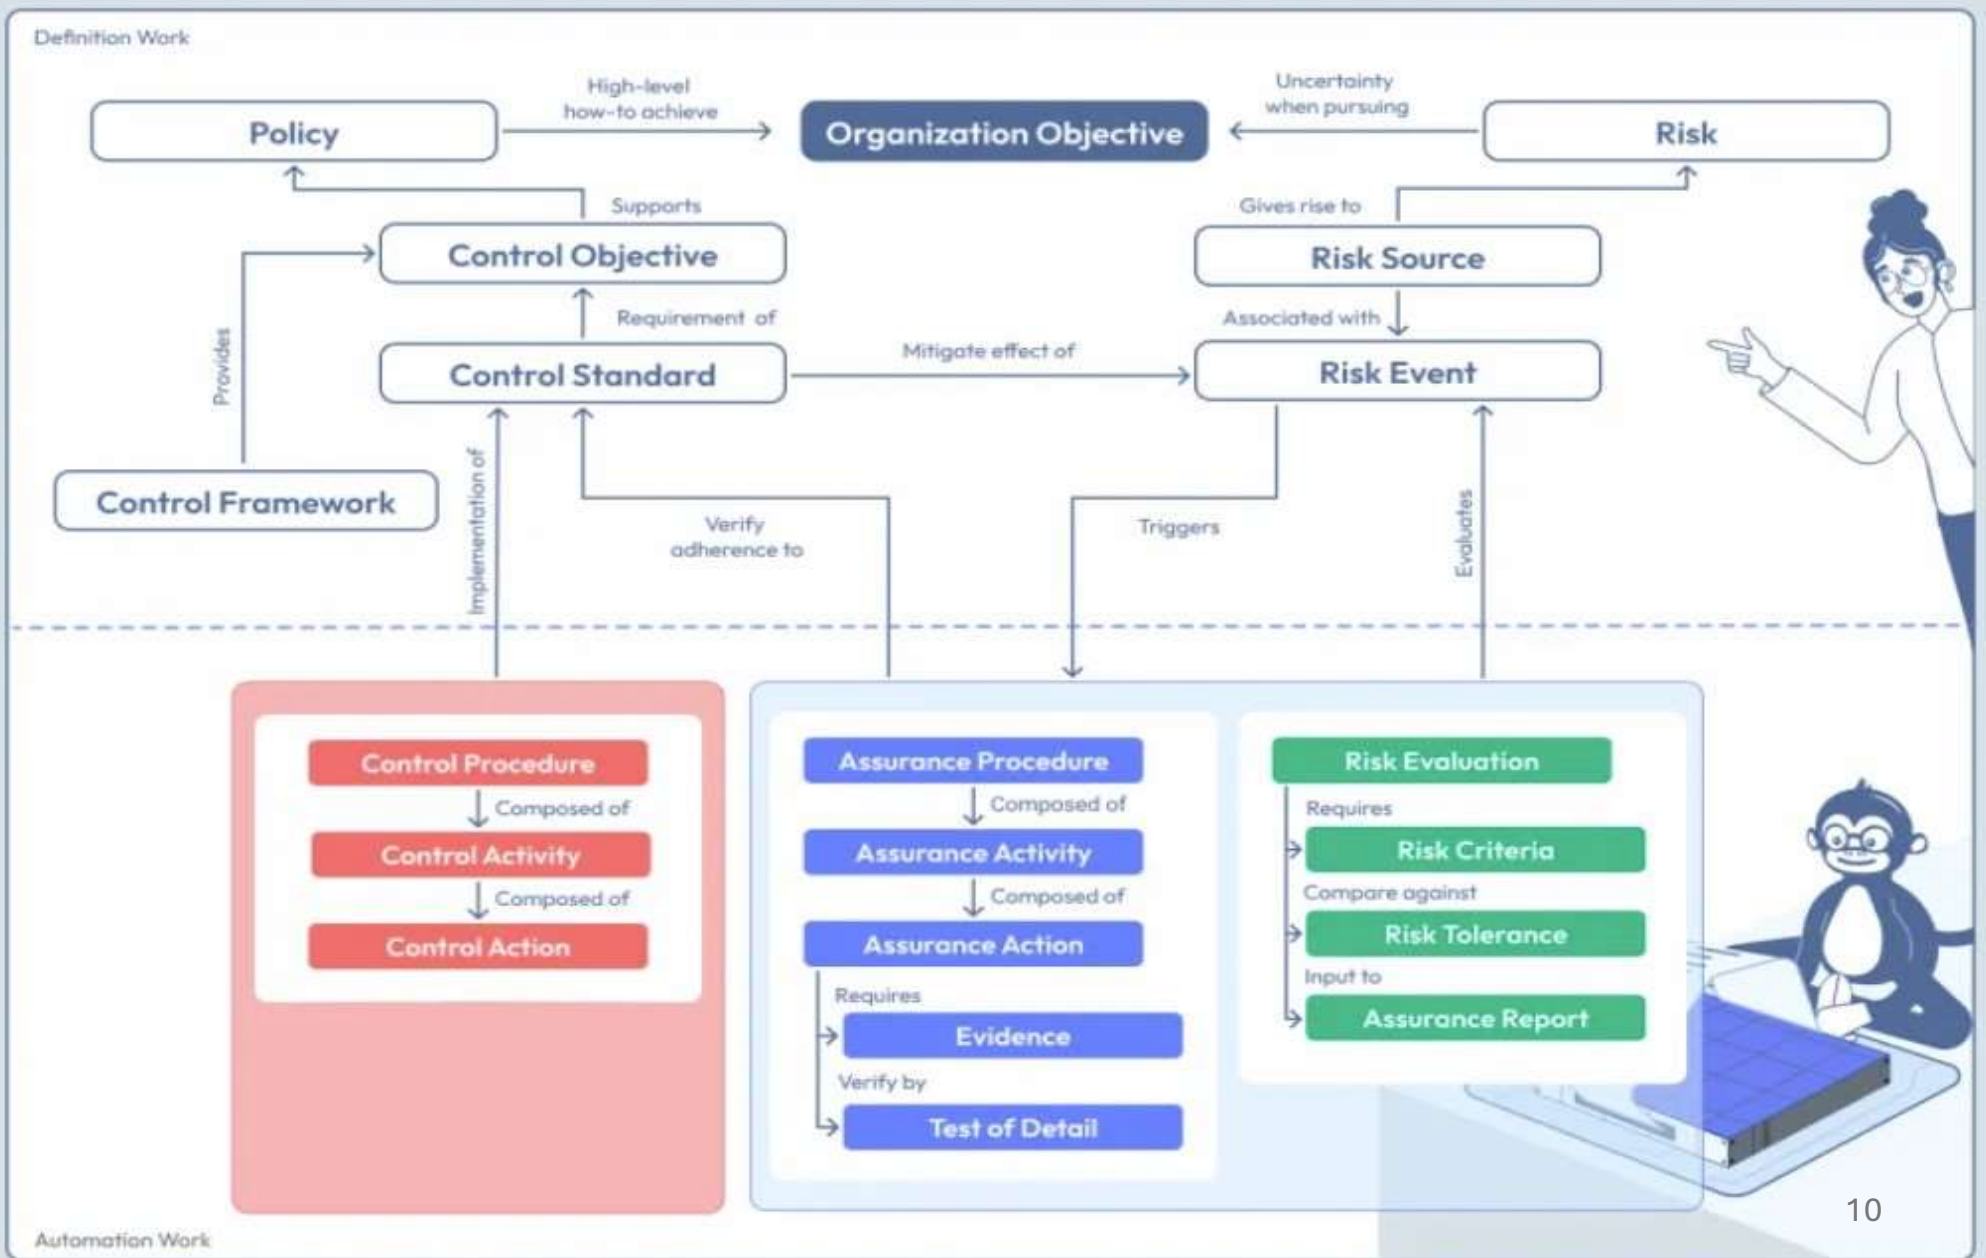 Definition Work
High-level
how-to achieve
Uncertainty
when pursuing
Policy
Organization Objective
Risk
Supports
Gives rise to
Control Objective
Risk Source
Requirement of
Associated with
Provides
Mitigate effect of
Control Standard
Risk Event
Control Framework
Implementation of
Verify
adherence to
Triggers
Evaluates
Control Procedure
Composed of
Control Activity
Composed of
Control Action
Assurance Procedure
Composed of
Assurance Activity
Composed of
Assurance Action
Requires
Evidence
Verify by
Test of Detail
Risk Evaluation
Requires
Risk Criteria
Compare against
Risk Tolerance
Input to
Assurance Report
10
Automation Work